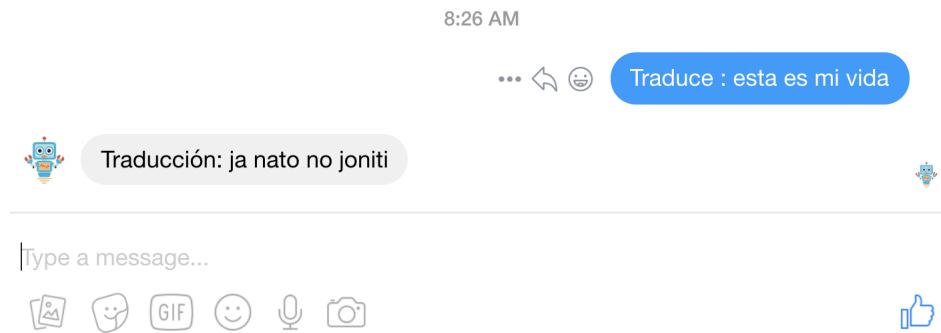 8:26 AM
Traduce : esta es mi vida
Traducción: ja nato no joniti
Type a message...
GIF